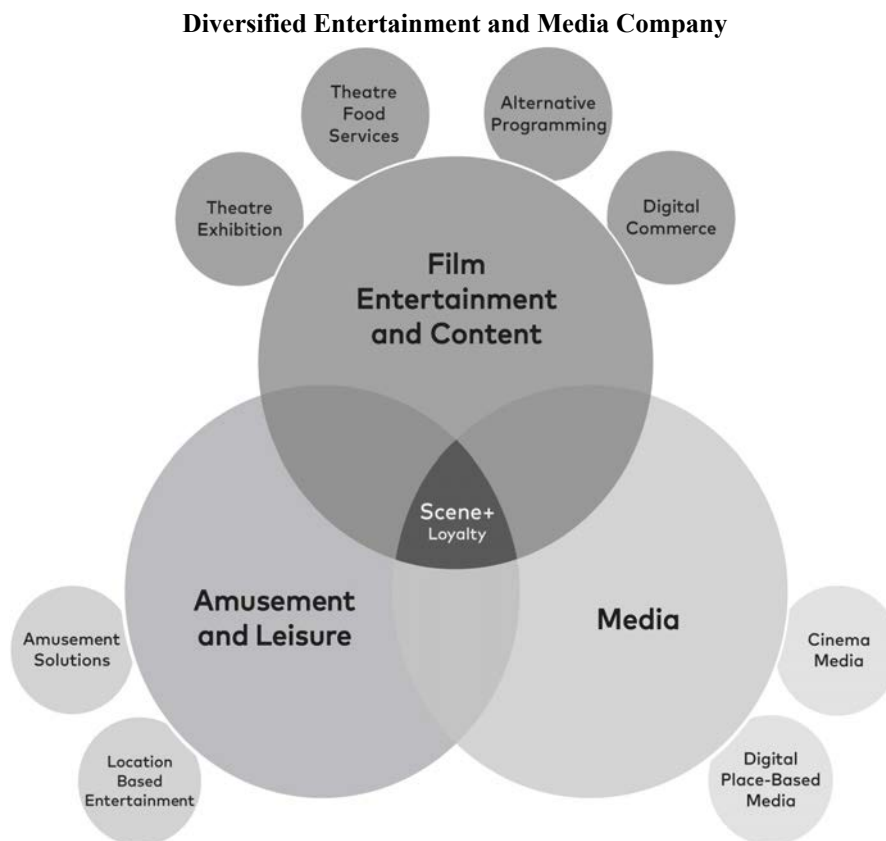 Diversified Entertainment and Media Company
Theatre
Food
Services
Alternative
Programming
Theatre
Exhibition
Digital
Commerce
Film
Entertainment
and Content
Scene+
Loyalty
Amusement
and Leisure
Media
Amusement
Solutions
Location
Based
Entertainment
Cinema
Media
Digital
Place-Based
Media